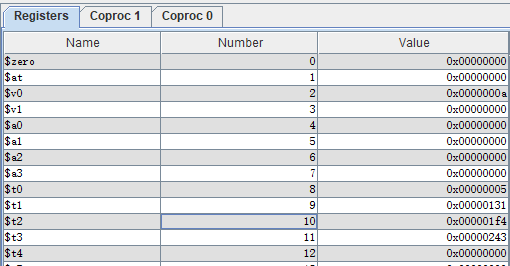 Registers Coproc 1 Coproc 0
Name Number Value
$zero 0 0x00000000
$at 1 0x00000000
$v0 2 0x0000000a
$v1 3 0x00000000
$a0 4 0x00000000
$a1 5 0x00000000
$a2 6 0x00000000
$a3 7 0x00000000
$t0 8 0x00000005
$t1 9 0x00000131
$t2 10 0x000001f4
$t3 11 0x00000243
$t4 12 0x00000000